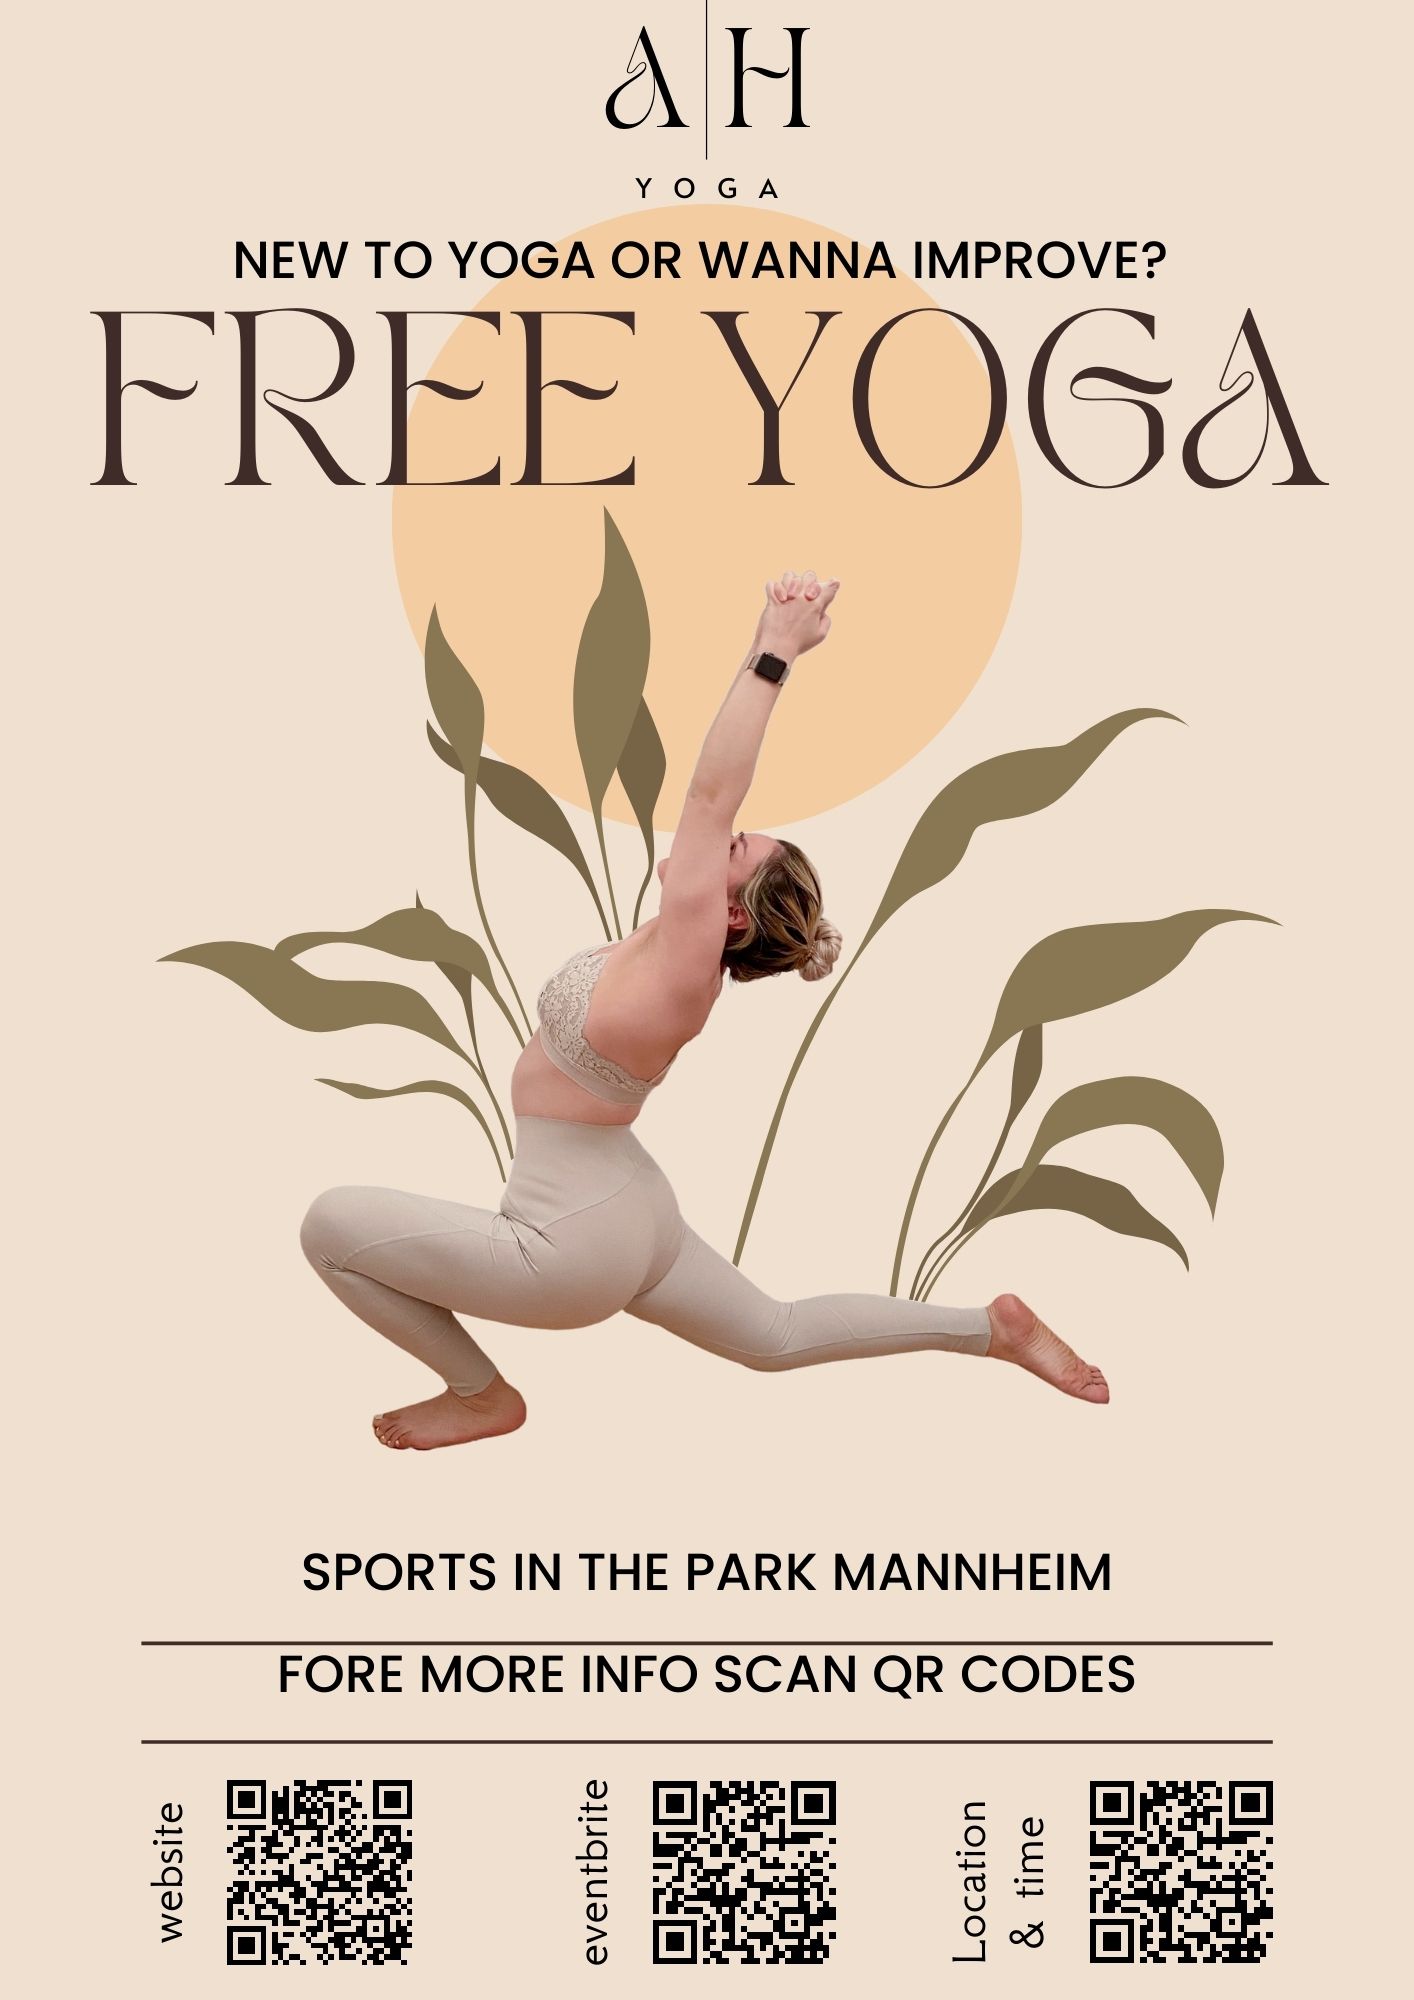 A H
YOGA
NEW TO YOGA OR WANNA IMPROVE?
FREE YOGA
SPORTS IN THE PARK MANNHEIM
FORE MORE INFO SCAN QR CODES
website
eventbrite
Location
& time